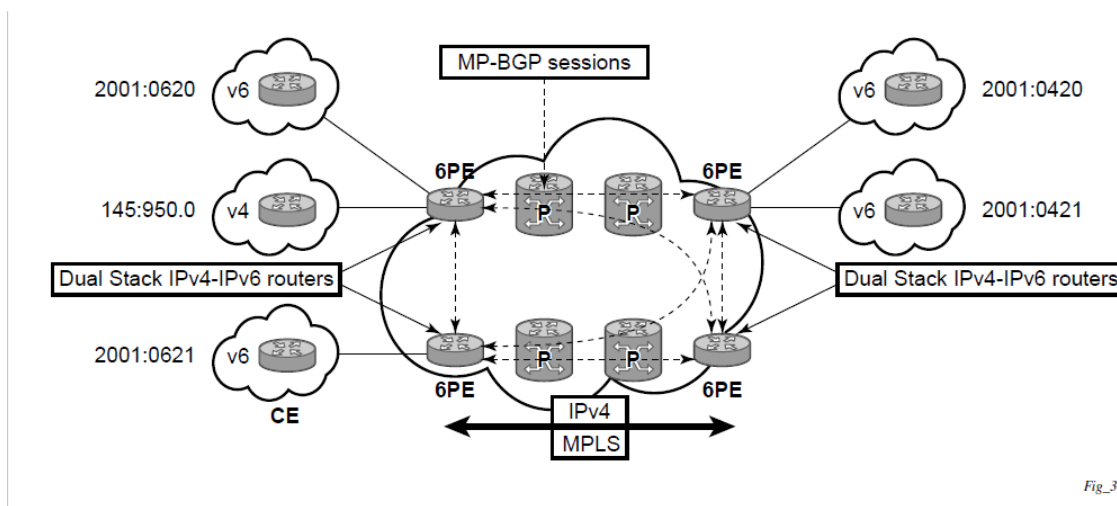 MP-BGP sessions
2001:0620
v6
v6
2001:0420
6PE
6PE
145:950.0
v4
P
P
v6
2001:0421
Dual Stack IPv4-IPv6 routers
Dual Stack IPv4-IPv6 routers
2001:0621
v6
P
P
CE
6PE
6PE
IPv4
MPLS
Fig_3